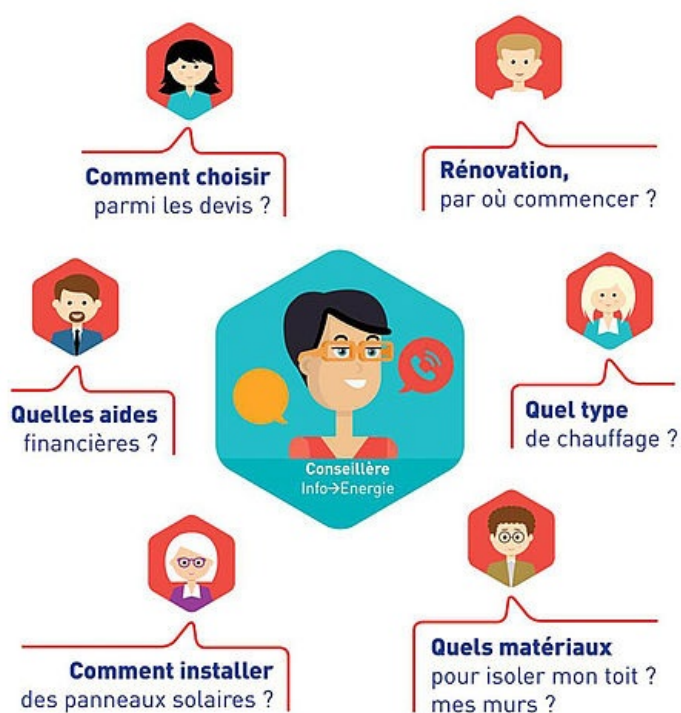 Comment choisir
parmi les devis ?
Rénovation,
par où commencer ?
Quelles aides
financières ?
Conseillère
Info→Energie
Quel type
de chauffage ?
Comment installer
des panneaux solaires ?
Quels matériaux
pour isoler mon toit ?
mes murs ?